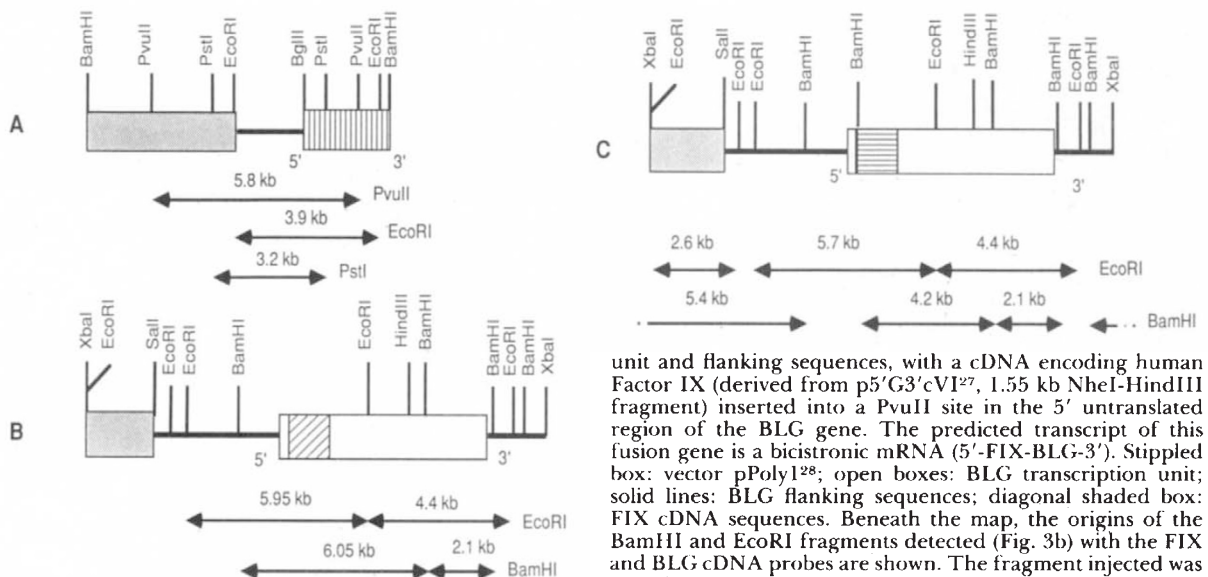 BamHI
PvuII
PstI
EcoRI
BglII
PstI
PvuII
EcoRI
BamHI
A
5'
3'
5.8 kb
PvuII
3.9 kb
EcoRI
3.2 kb
PstI
XbaI
EcoRI
SalI
EcoRI
EcoRI
BamHI
EcoRI
HindIII
BamHI
BamHI
EcoRI
BamHI
XbaI
B
5'
3'
5.95 kb
4.4 kb
EcoRI
6.05 kb
2.1 kb
BamHI
XbaI
EcoRI
SalI
EcoRI
EcoRI
BamHI
BamHI
EcoRI
HindIII
BamHI
BamHI
EcoRI
BamHI
XbaI
C
5'
3'
2.6 kb
5.7 kb
4.4 kb
EcoRI
5.4 kb
4.2 kb
2.1 kb
BamHI
unit and flanking sequences, with a cDNA encoding human
Factor IX (derived from p5'G3'cVI27, 1.55 kb NheI-HindIII
fragment) inserted into a PvuII site in the 5' untranslated
region of the BLG gene. The predicted transcript of this
fusion gene is a bicistronic mRNA (5'-FIX-BLG-3'). Stippled
box: vector pPoly128; open boxes: BLG transcription unit;
solid lines: BLG flanking sequences; diagonal shaded box:
FIX cDNA sequences. Beneath the map, the origins of the
BamHI and EcoRI fragments detected (Fig. 3b) with the FIX
and BLG cDNA probes are shown. The fragment injected was